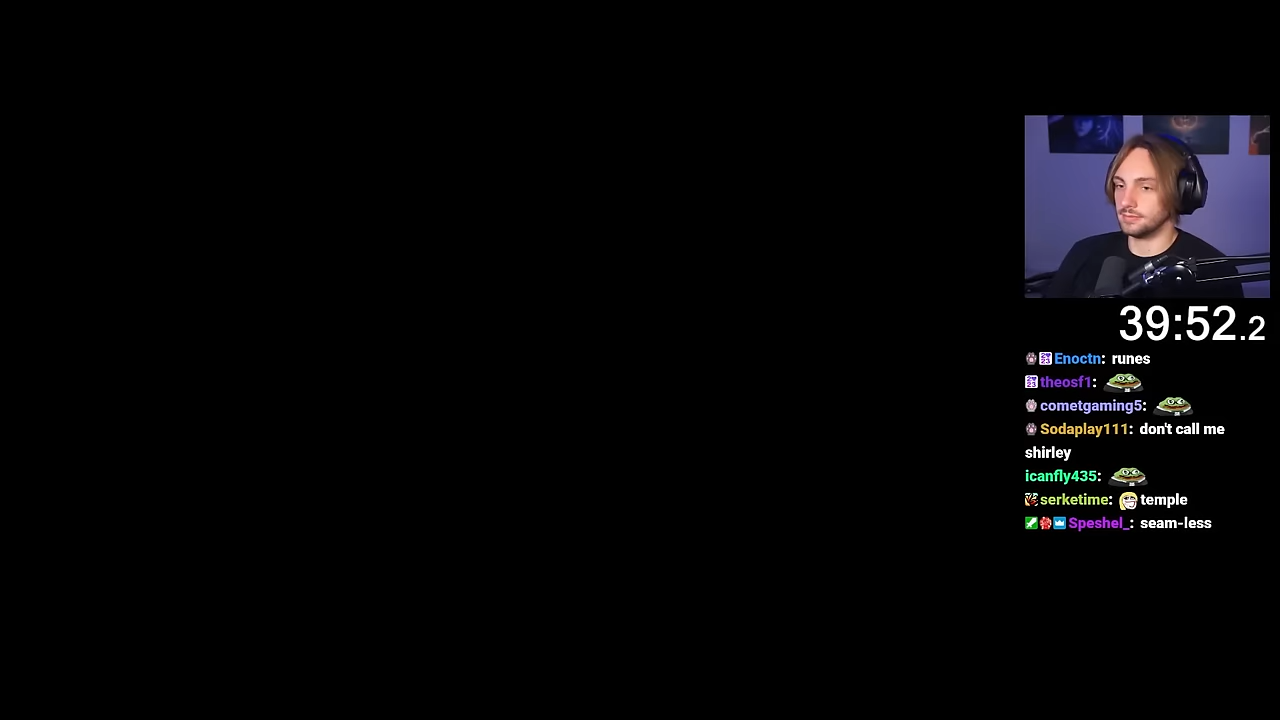 39:52.2
Enoctn: runes
theosf1:
cometgaming5:
Sodaplay111: don't call me
shirley
icanfly435:
serketime: temple
Speshel_: seam-less